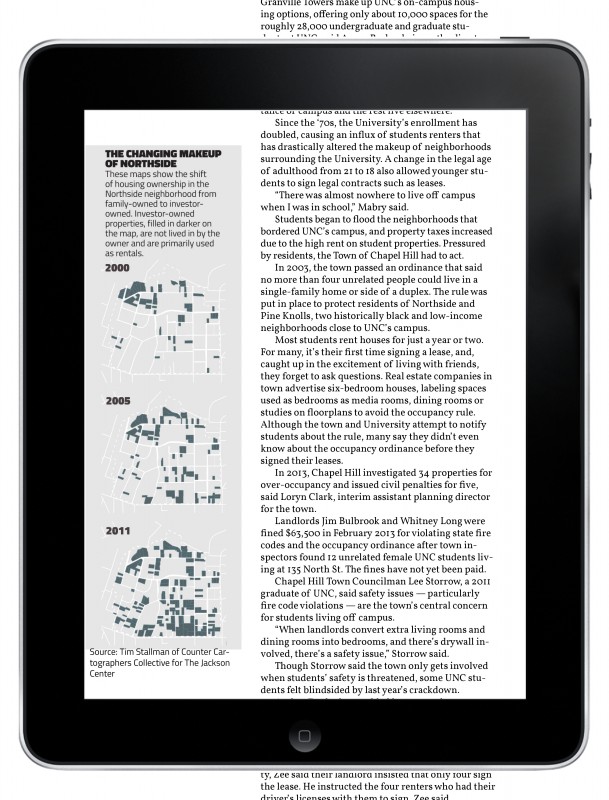 Granville Towers make up UNC's on-campus hous-
ing options, offering only about 10,000 spaces for the
roughly 28,000 undergraduate and graduate stu-
THE CHANGING MAKEUP
OF NORTHSIDE
These maps show the shift
of housing ownership in the
Northside neighborhood from
family-owned to investor-
owned. Investor-owned
properties, filled in darker on
the map, are not lived in by the
owner and are primarily used
as rentals.
2000
2005
2011
Source: Tim Stallman of Counter Car-
tographers Collective for The Jackson
Center
tance of campus and the rest live elsewhere.
Since the '70s, the University's enrollment has
doubled, causing an influx of students renters that
has drastically altered the makeup of neighborhoods
surrounding the University. A change in the legal age
of adulthood from 21 to 18 also allowed younger stu-
dents to sign legal contracts such as leases.
"There was almost nowhere to live off campus
when I was in school," Mabry said.
Students began to flood the neighborhoods that
bordered UNC's campus, and property taxes increased
due to the high rent on student properties. Pressured
by residents, the Town of Chapel Hill had to act.
In 2003, the town passed an ordinance that said
no more than four unrelated people could live in a
single-family home or side of a duplex. The rule was
put in place to protect residents of Northside and
Pine Knolls, two historically black and low-income
neighborhoods close to UNC's campus.
Most students rent houses for just a year or two.
For many, it's their first time signing a lease, and,
caught up in the excitement of living with friends,
they forget to ask questions. Real estate companies in
town advertise six-bedroom houses, labeling spaces
used as bedrooms as media rooms, dining rooms or
studies on floorplans to avoid the occupancy rule.
Although the town and University attempt to notify
students about the rule, many say they didn't even
know about the occupancy ordinance before they
signed their leases.
In 2013, Chapel Hill investigated 34 properties for
over-occupancy and issued civil penalties for five,
said Loryn Clark, interim assistant planning director
for the town.
Landlords Jim Bulbrook and Whitney Long were
fined $63,500 in February 2013 for violating state fire
codes and the occupancy ordinance after town in-
spectors found 12 unrelated female UNC students liv-
ing at 135 North St. The fines have not yet been paid.
Chapel Hill Town Councilman Lee Storrow, a 2011
graduate of UNC, said safety issues — particularly
fire code violations — are the town's central concern
for students living off campus.
"When landlords convert extra living rooms and
dining rooms into bedrooms, and there's drywall in-
volved, there's a safety issue," Storrow said.
Though Storrow said the town only gets involved
when students' safety is threatened, some UNC stu-
dents felt blindsided by last year's crackdown.
ty, Zee said their landlord insisted that only four sign
the lease. He instructed the four renters who had their
driver's licenses with them to sign, Zee said.